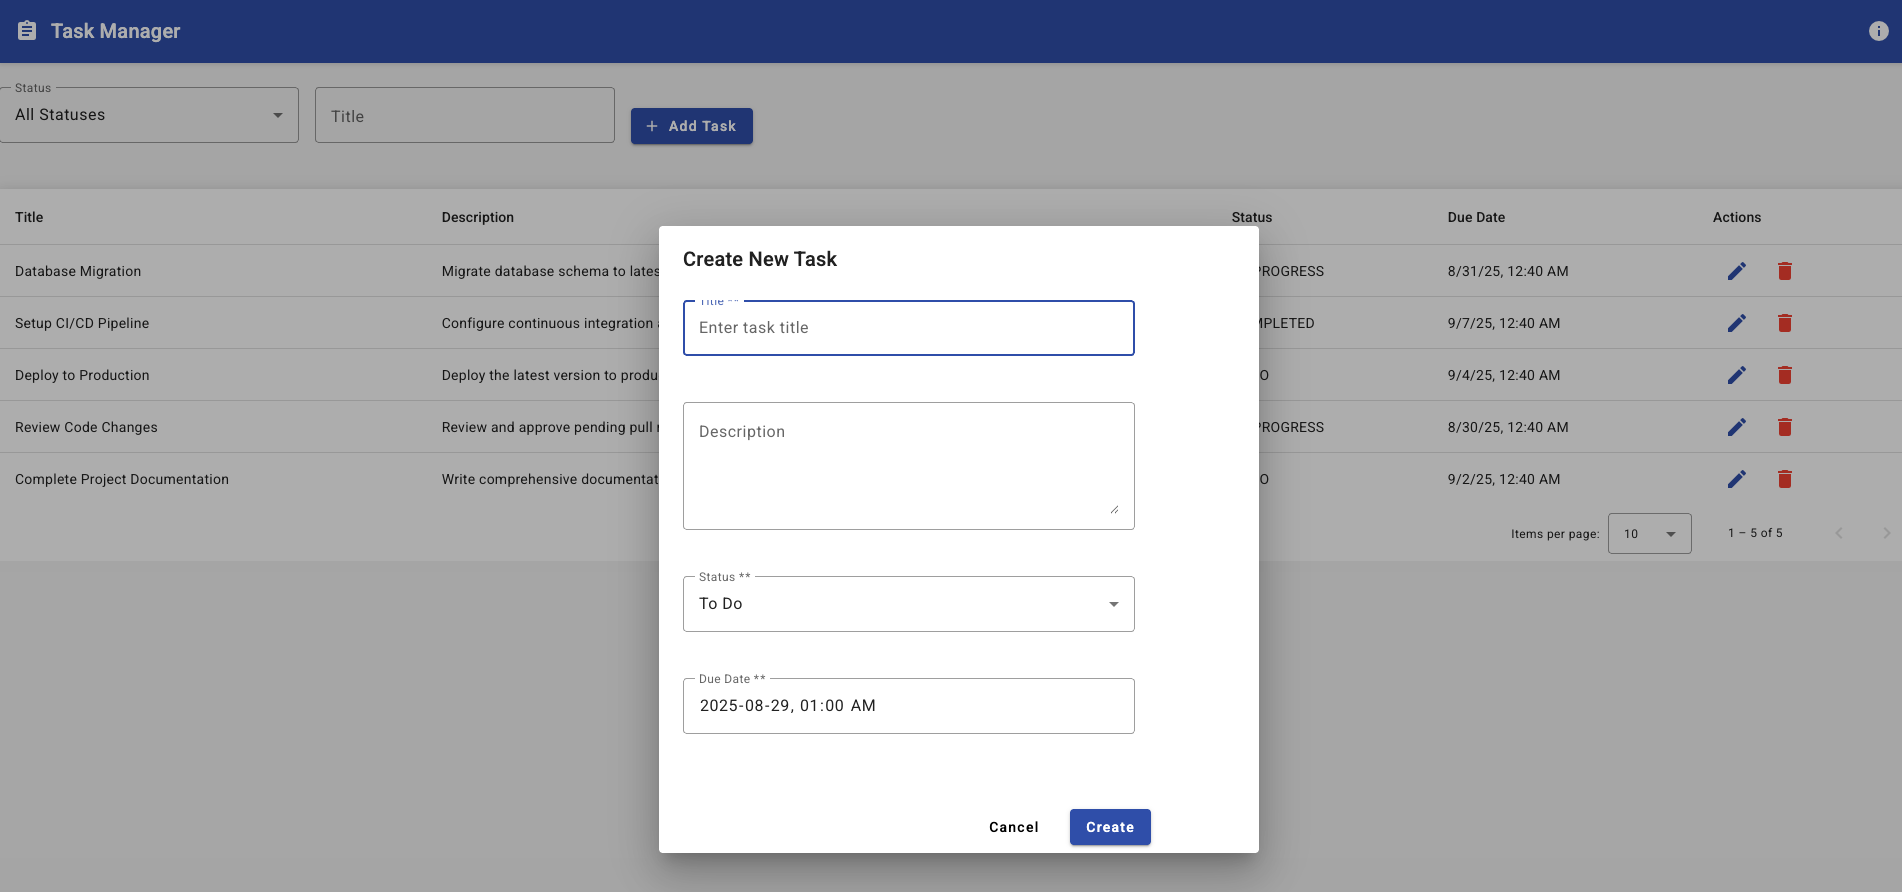 Task Manager
Status
All Statuses
Title
+ Add Task
Title Description Status Due Date Actions
Database Migration Migrate database schema to lates PROGRESS 8/31/25, 12:40 AM
Setup CI/CD Pipeline Configure continuous integration MPLETED 9/7/25, 12:40 AM
Deploy to Production Deploy the latest version to produ O 9/4/25, 12:40 AM
Review Code Changes Review and approve pending pull PROGRESS 8/30/25, 12:40 AM
Complete Project Documentation Write comprehensive documentat O 9/2/25, 12:40 AM
Items per page: 10 1 – 5 of 5
Create New Task
Title **
Enter task title
Description
Status **
To Do
Due Date **
2025-08-29, 01:00 AM
Cancel Create